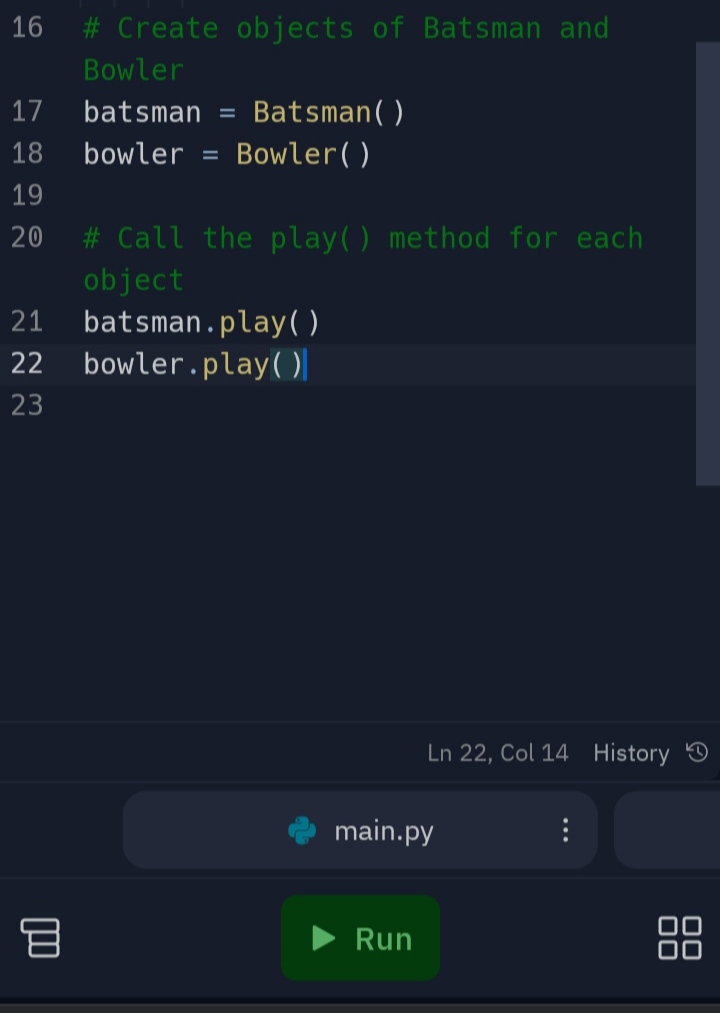 16 # Create objects of Batsman and
Bowler
17 batsman = Batsman()
18 bowler = Bowler()
19
20 # Call the play() method for each
object
21 batsman.play()
22 bowler.play()
23
Ln 22, Col 14 History
main.py
Run